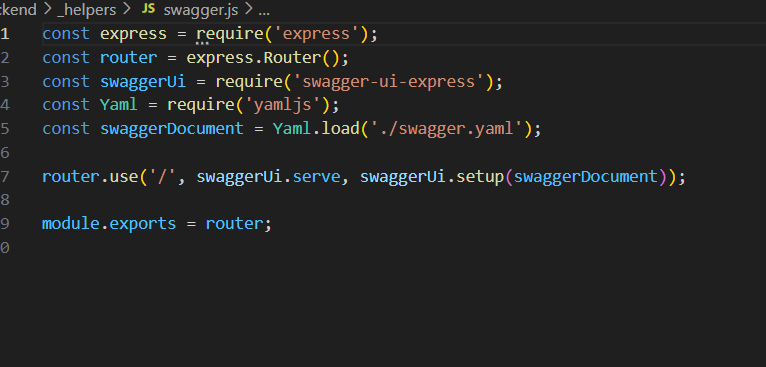 ckend > _helpers > JS swagger.js > ...
1 const express = require('express');
2 const router = express.Router();
3 const swaggerUi = require('swagger-ui-express');
4 const Yaml = require('yamljs');
5 const swaggerDocument = Yaml.load('./swagger.yaml');
6
7 router.use('/', swaggerUi.serve, swaggerUi.setup(swaggerDocument));
8
9 module.exports = router;
0